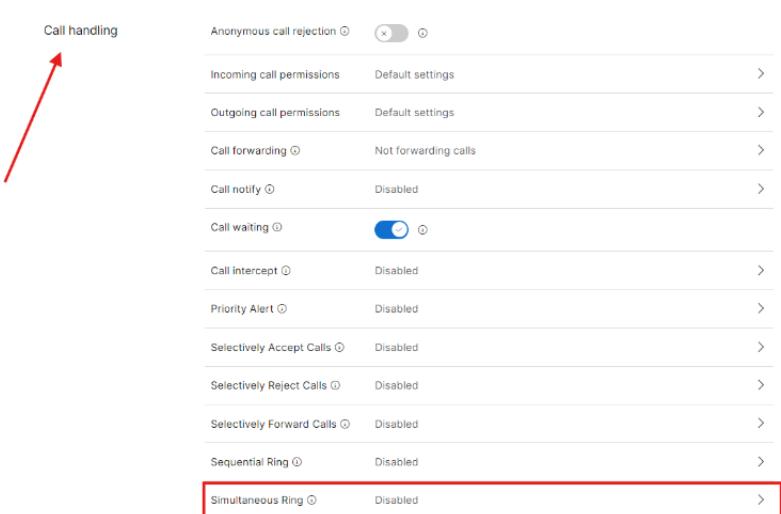 Call handling
Anonymous call rejection
Incoming call permissions Default settings
Outgoing call permissions Default settings
Call forwarding Not forwarding calls
Call notify Disabled
Call waiting
Call intercept Disabled
Priority Alert Disabled
Selectively Accept Calls Disabled
Selectively Reject Calls Disabled
Selectively Forward Calls Disabled
Sequential Ring Disabled
Simultaneous Ring Disabled